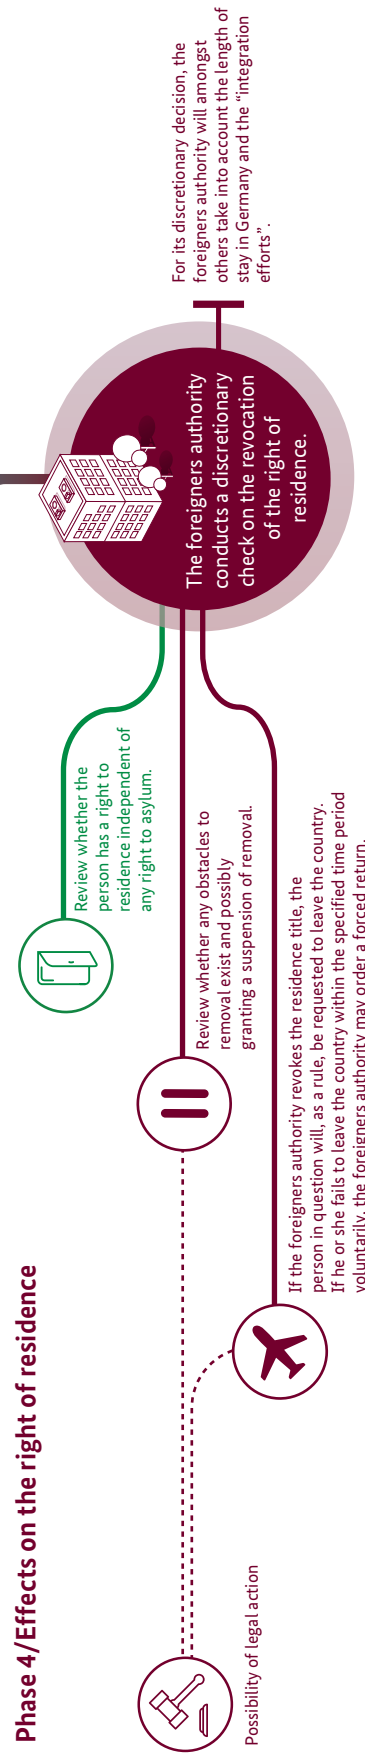 Phase 4/Effects on the right of residence
Review whether the
person has a right to
residence independent of
any right to asylum.
For its discretionary decision, the
foreigners authority will amongst
others take into account the length of
stay in Germany and the “integration
efforts”.
The foreigners authority
conducts a discretionary
check on the revocation
of the right of
residence.
Review whether any obstacles to
removal exist and possibly
granting a suspension of removal.
If the foreigners authority revokes the residence title, the
person in question will, as a rule, be requested to leave the country.
If he or she fails to leave the country within the specified time period
voluntarily, the foreigners authority may order a forced return.
Possibility of legal action